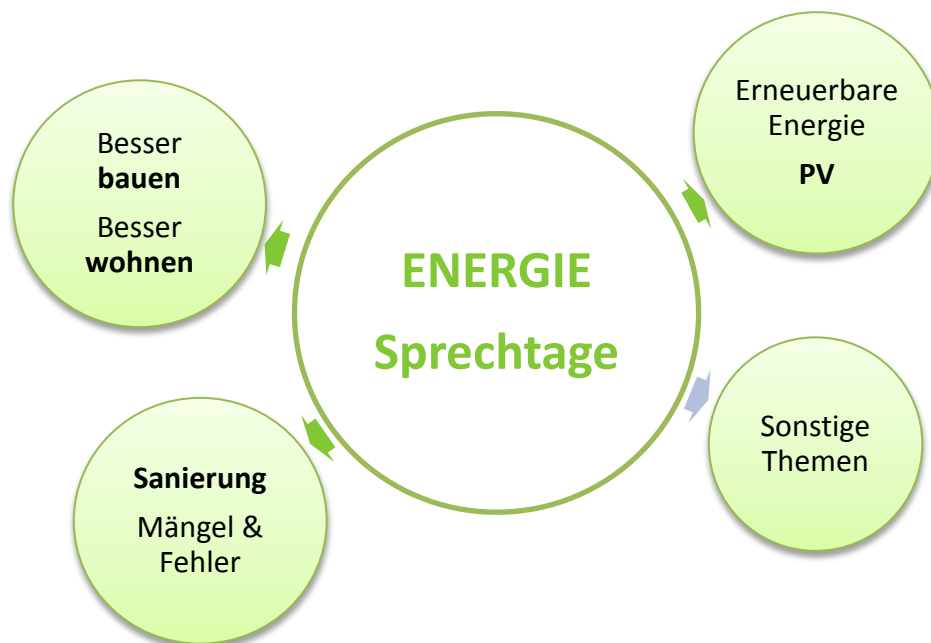 Besser
bauen
Besser
wohnen
Erneuerbare
Energie
PV
ENERGIE
Sprechtage
Sanierung
Mängel &
Fehler
Sonstige
Themen